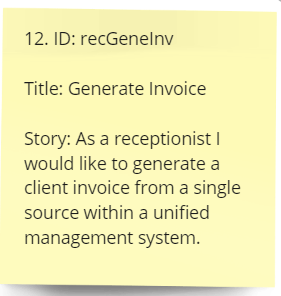 12. ID: recGeneInv
Title: Generate Invoice
Story: As a receptionist I
would like to generate a
client invoice from a single
source within a unified
management system.